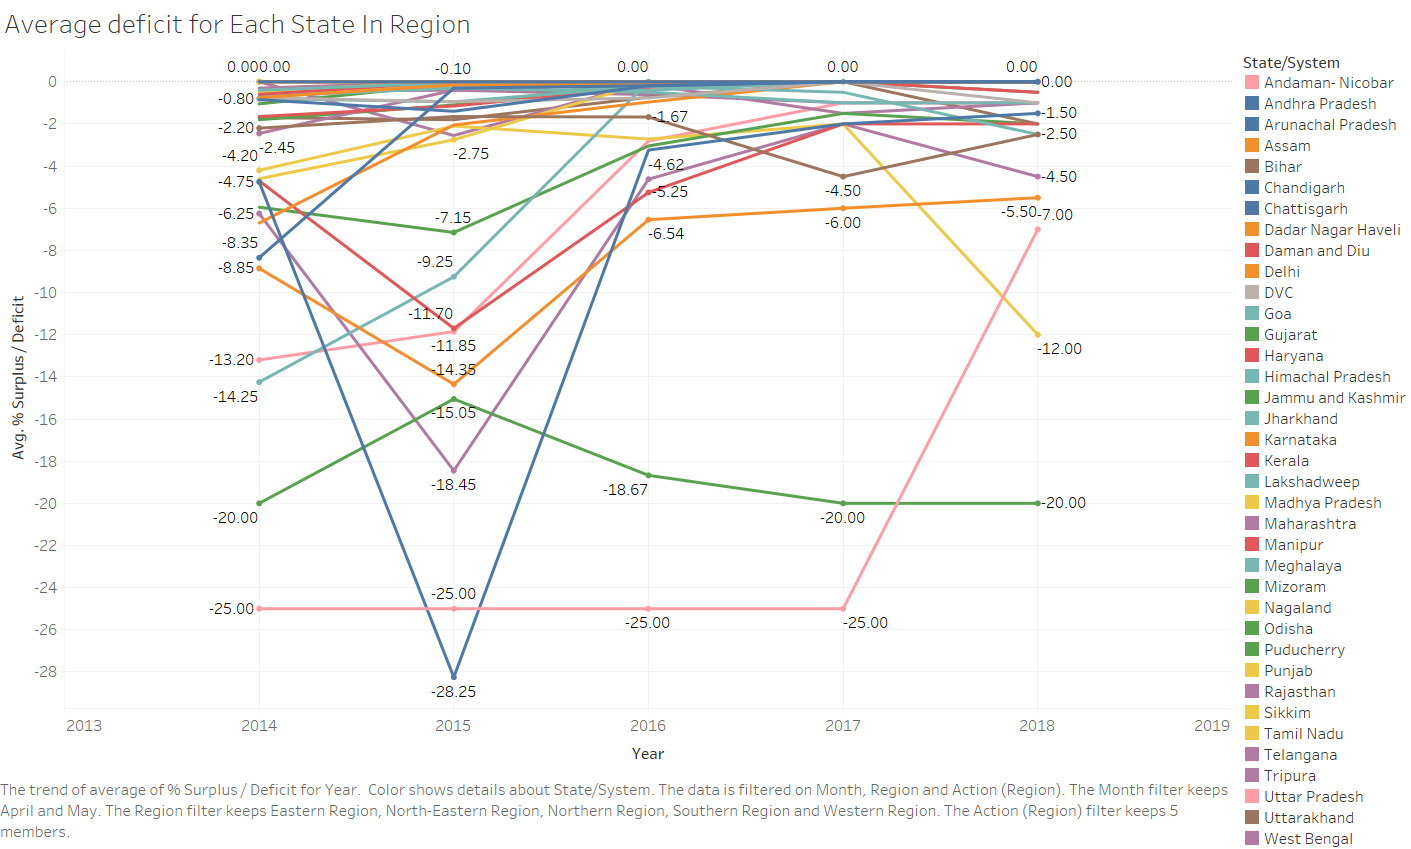 Average deficit for Each State In Region
0.000.00
-0.10
0.00
0.00
0.00
0.00
0
-0.80
-1.67
-1.50
-2
-2.20
-2.45
-2.50
-2.75
-4
-4.20
-4.62
-4.75
-4.50
-4.50
-5.25
-6
-6.25
-7.15
-6.54
-6.00
-5.50
-7.00
-8
-8.35
-8.85
-9.25
-10
-11.70
-12
-11.85
-12.00
-13.20
-14
-14.35
-14.25
-15.05
-16
-18
-18.45
-18.67
-20
-20.00
-20.00
-20.00
-22
-24
-25.00
-25.00
-25.00
-25.00
-26
-28
-28.25
2013
2014
2015
2016
2017
2018
2019
Year
Avg. % Surplus / Deficit
State/System
Andaman- Nicobar
Andhra Pradesh
Arunachal Pradesh
Assam
Bihar
Chandigarh
Chattisgarh
Dadar Nagar Haveli
Daman and Diu
Delhi
DVC
Goa
Gujarat
Haryana
Himachal Pradesh
Jammu and Kashmir
Jharkhand
Karnataka
Kerala
Lakshadweep
Madhya Pradesh
Maharashtra
Manipur
Meghalaya
Mizoram
Nagaland
Odisha
Puducherry
Punjab
Rajasthan
Sikkim
Tamil Nadu
Telangana
Tripura
Uttar Pradesh
Uttarakhand
West Bengal
The trend of average of % Surplus / Deficit for Year.  Color shows details about State/System. The data is filtered on Month, Region and Action (Region). The Month filter keeps
April and May. The Region filter keeps Eastern Region, North-Eastern Region, Northern Region, Southern Region and Western Region. The Action (Region) filter keeps 5
members.